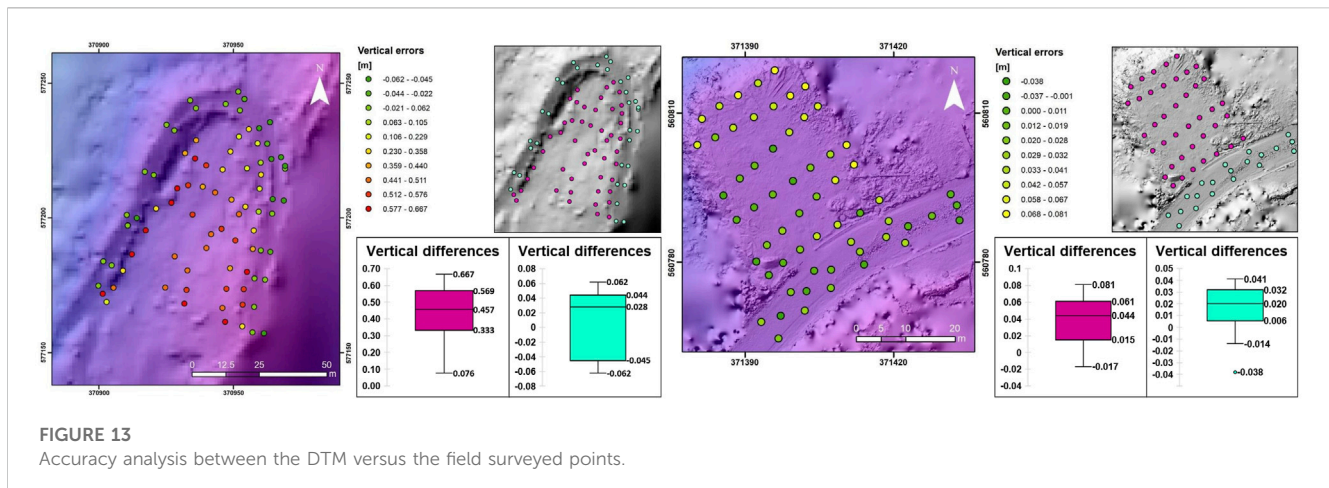 370900
370950
Vertical errors
[m]
-0.062 - -0.045
-0.044 - -0.022
-0.021 - 0.062
0.063 - 0.105
0.106 - 0.229
0.230 - 0.358
0.359 - 0.440
0.441 - 0.511
0.512 - 0.576
0.577 - 0.667
N
577250
577250
577200
577200
577150
577150
0
12.5
25
50
m
370900
370950
Vertical differences
0.70
0.60
0.50
0.40
0.30
0.20
0.10
0.00
0.667
0.569
0.457
0.333
0.076
Vertical differences
0.08
0.06
0.04
0.02
0
-0.02
-0.04
-0.06
-0.08
0.062
0.044
0.028
-0.045
-0.062
371390
371420
N
560810
560810
560780
560780
0
5
10
20
m
371390
371420
Vertical errors
[m]
-0.038
-0.037 - -0.001
0.000 - 0.011
0.012 - 0.019
0.020 - 0.028
0.029 - 0.032
0.033 - 0.041
0.042 - 0.057
0.058 - 0.067
0.068 - 0.081
Vertical differences
0.1
0.08
0.06
0.04
0.02
0
-0.02
-0.04
0.081
0.061
0.044
0.015
-0.017
Vertical differences
0.05
0.04
0.03
0.02
0.01
0
-0.01
-0.02
-0.03
-0.04
0.041
0.032
0.020
0.006
-0.014
-0.038
FIGURE 13
Accuracy analysis between the DTM versus the field surveyed points.